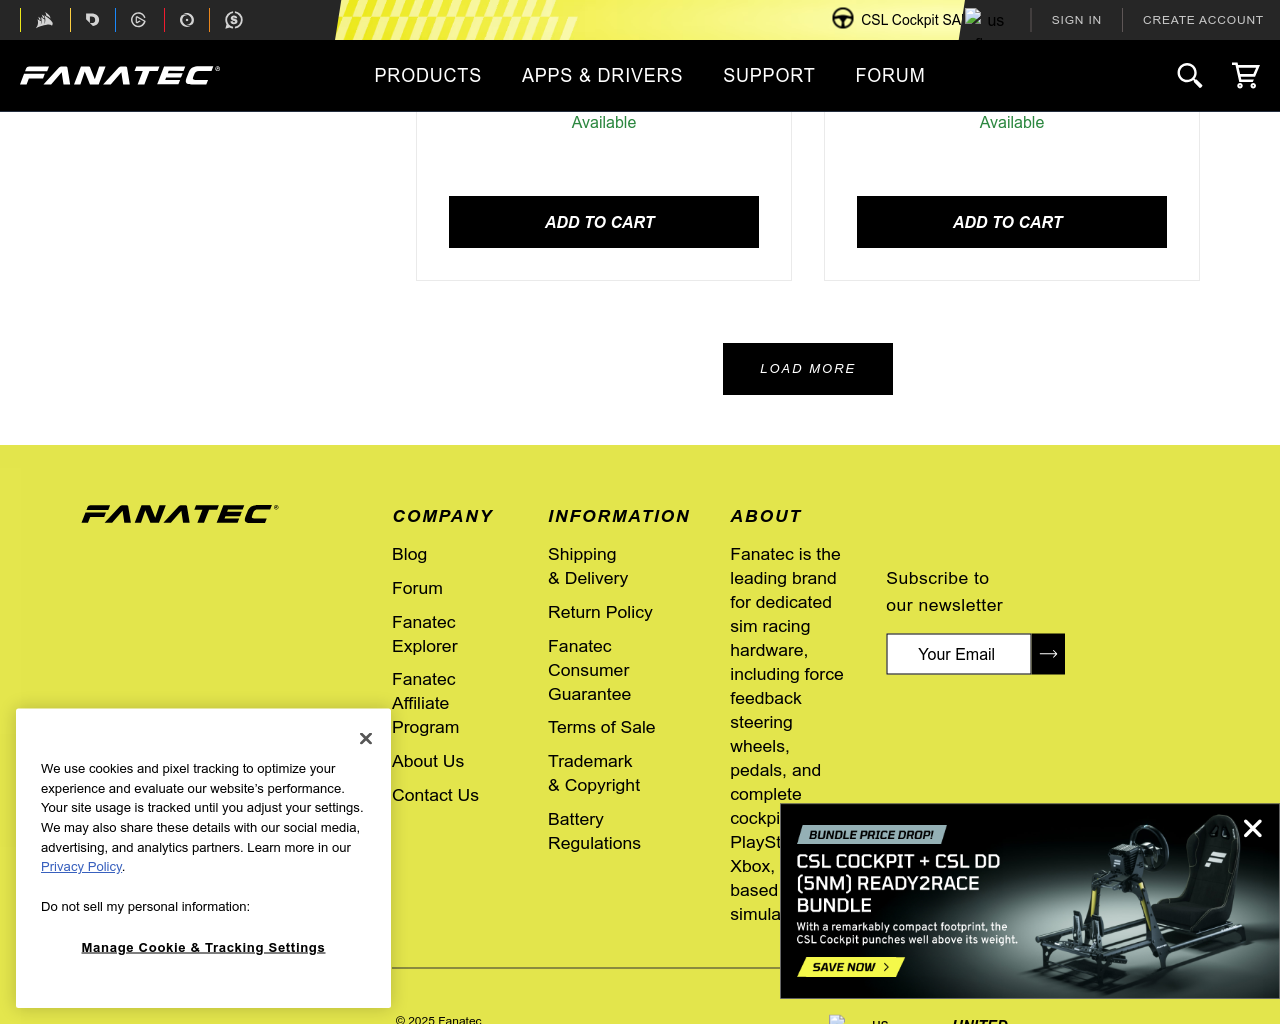 CSL Cockpit SA
us
SIGN IN
CREATE ACCOUNT
FANATEC®
PRODUCTS
APPS & DRIVERS
SUPPORT
FORUM
Available
Available
ADD TO CART
ADD TO CART
LOAD MORE
FANATEC®
COMPANY
Blog
Forum
Fanatec
Explorer
Fanatec
Affiliate
Program
About Us
Contact Us
INFORMATION
Shipping
& Delivery
Return Policy
Fanatec
Consumer
Guarantee
Terms of Sale
Trademark
& Copyright
Battery
Regulations
ABOUT
Fanatec is the
leading brand
for dedicated
sim racing
hardware,
including force
feedback
steering
wheels,
pedals, and
complete
cockpi
PlaySt
Xbox,
based
simula
Subscribe to
our newsletter
Your Email
We use cookies and pixel tracking to optimize your
experience and evaluate our website's performance.
Your site usage is tracked until you adjust your settings.
We may also share these details with our social media,
advertising, and analytics partners. Learn more in our
Privacy Policy.
Do not sell my personal information:
Manage Cookie & Tracking Settings
BUNDLE PRICE DROP!
CSL COCKPIT + CSL DD
(5NM) READY2RACE
BUNDLE
With a remarkably compact footprint, the
CSL Cockpit punches well above its weight.
SAVE NOW
© 2025 Fanatec
us
UNITED